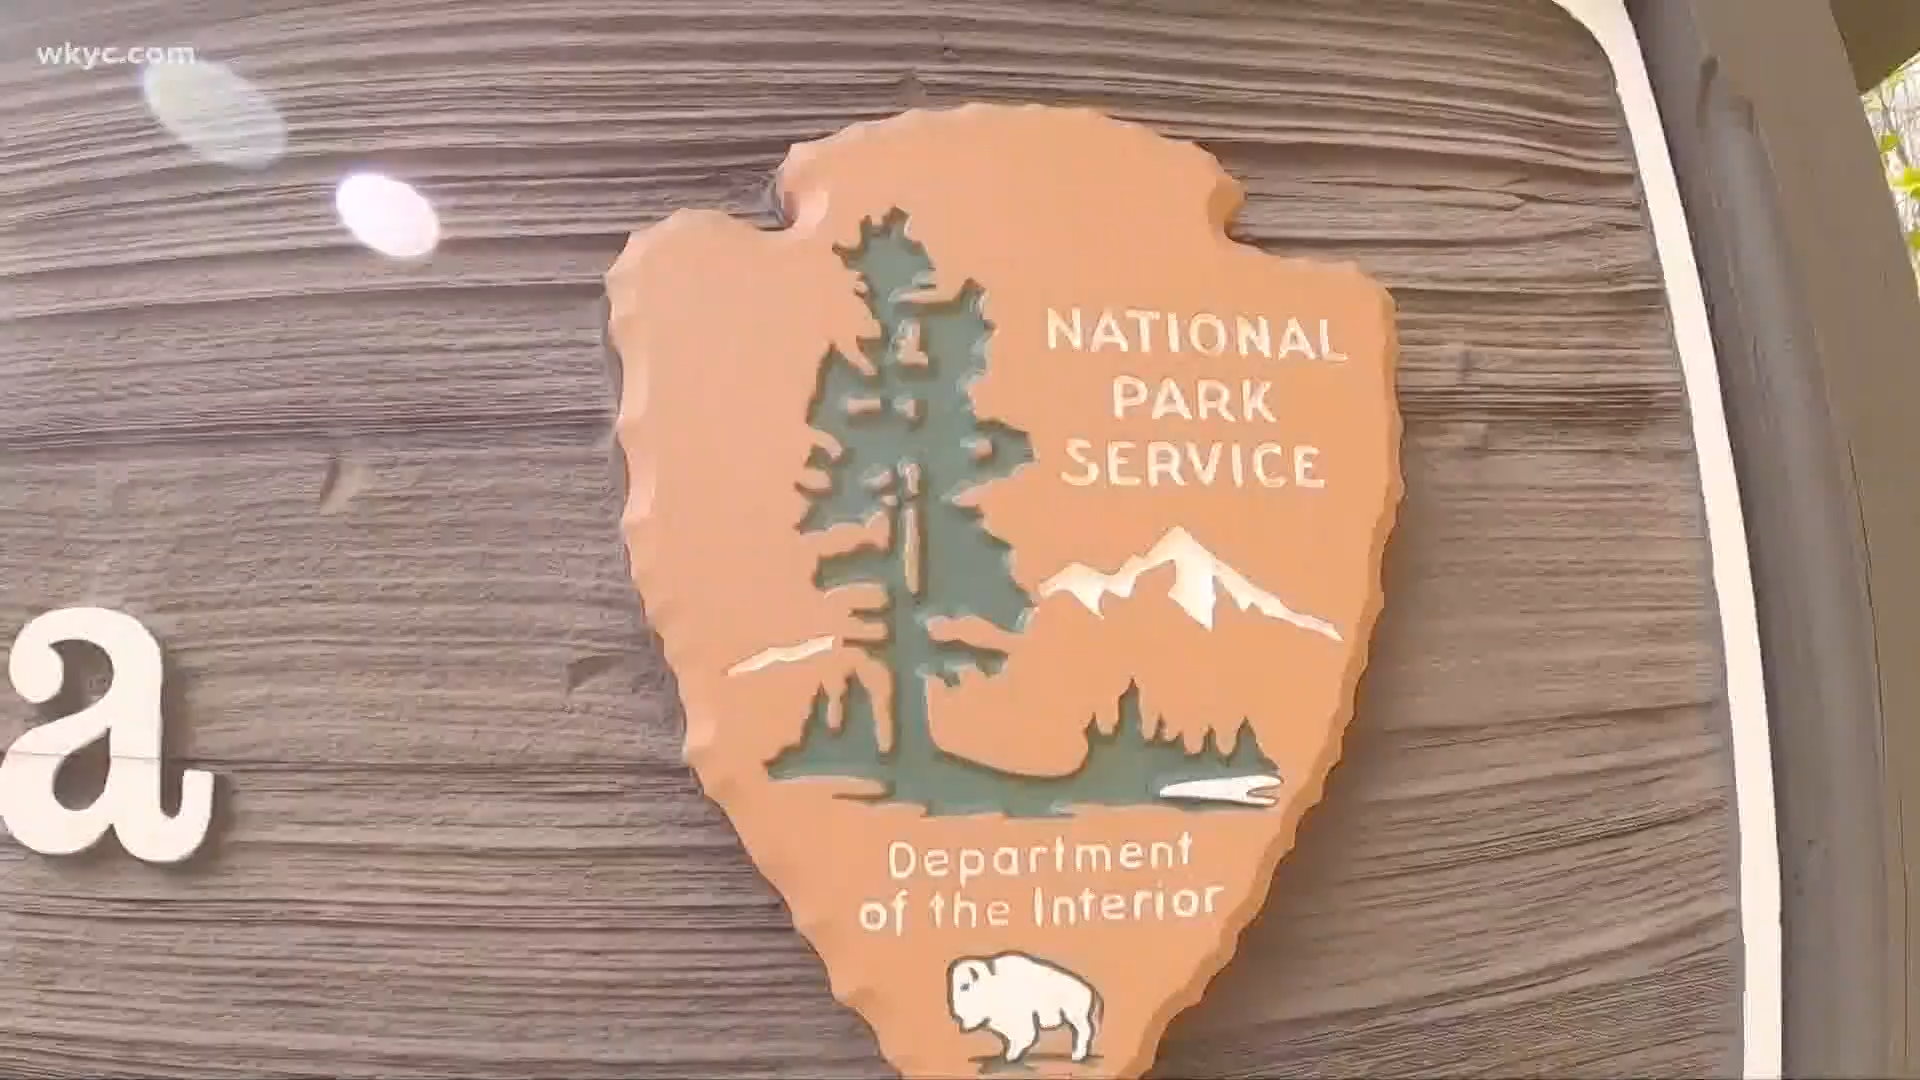 wkyc.com
NATIONAL
PARK
SERVICE
a
Department
of the Interior